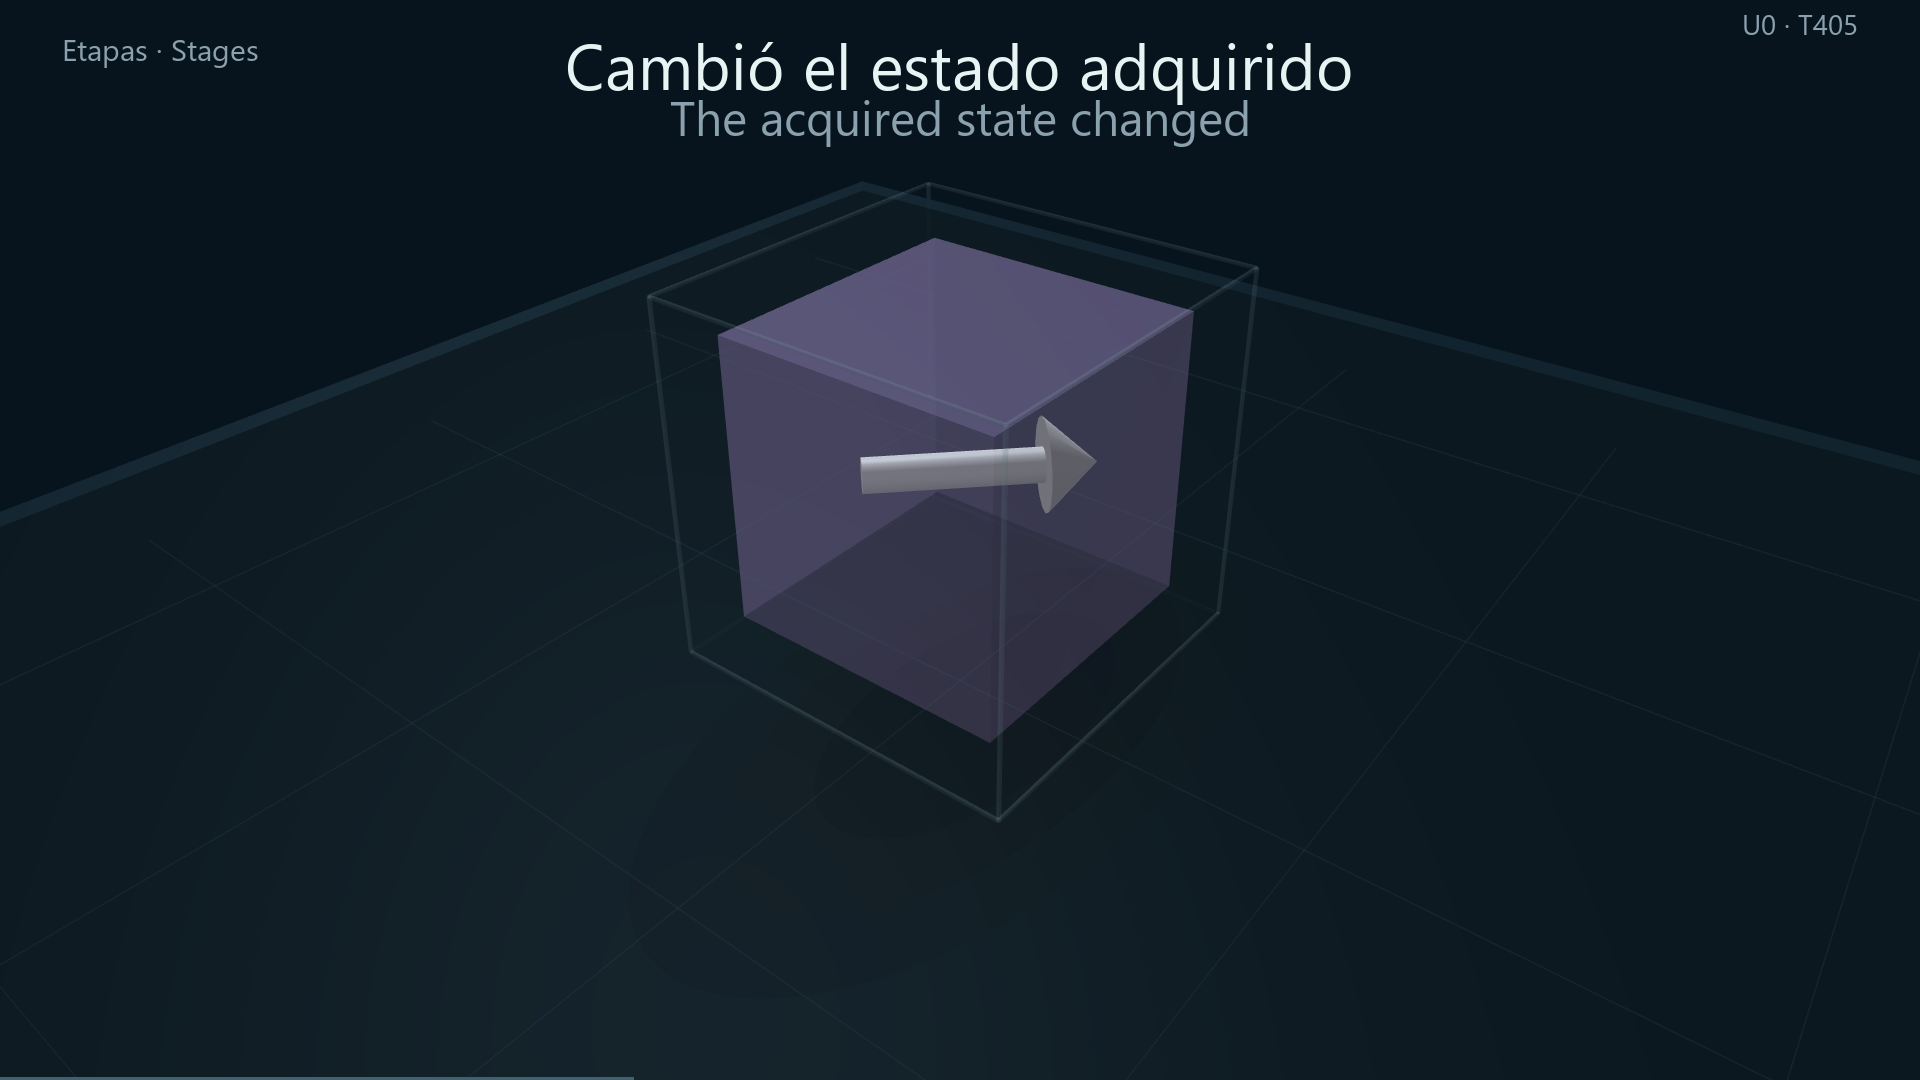 Etapas · Stages
Cambió el estado adquirido
The acquired state changed
U0 · T405